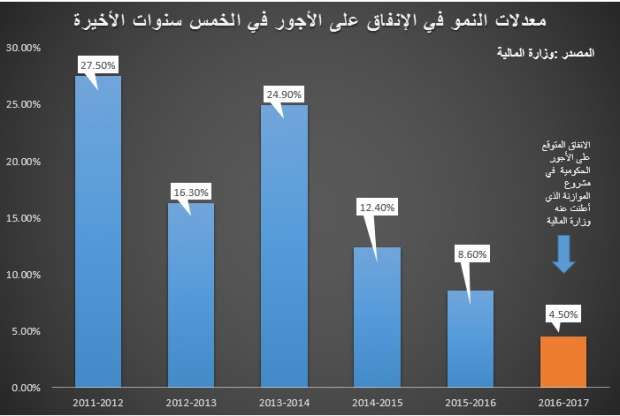 معدلات النمو في الإنفاق على الأجور في الخمس سنوات الأخيرة
المصدر :وزارة المالية
30.00%
25.00%
20.00%
15.00%
10.00%
5.00%
0.00%
27.50%
16.30%
24.90%
12.40%
8.60%
4.50%
الانفاق المتوقع
على الأجور
الحكومية في
مشروع
الموازنة الذي
أعلنت عنه
وزارة المالية
2011-2012
2012-2013
2013-2014
2014-2015
2015-2016
2016-2017